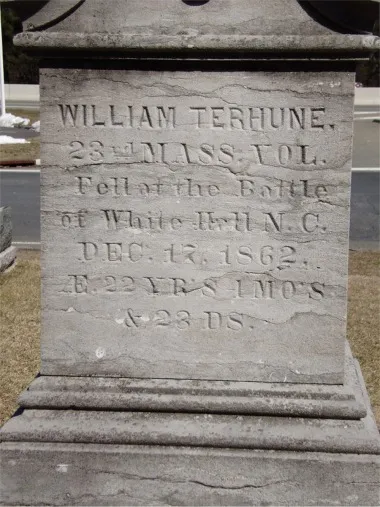 WILLIAM TERHUNE.
23rd MASS. VOL.
Fell at the Battle
of White Hall N.C.
DEC. 17, 1862.
Æ. 22 YR'S 1 MO'S
& 23 DS.